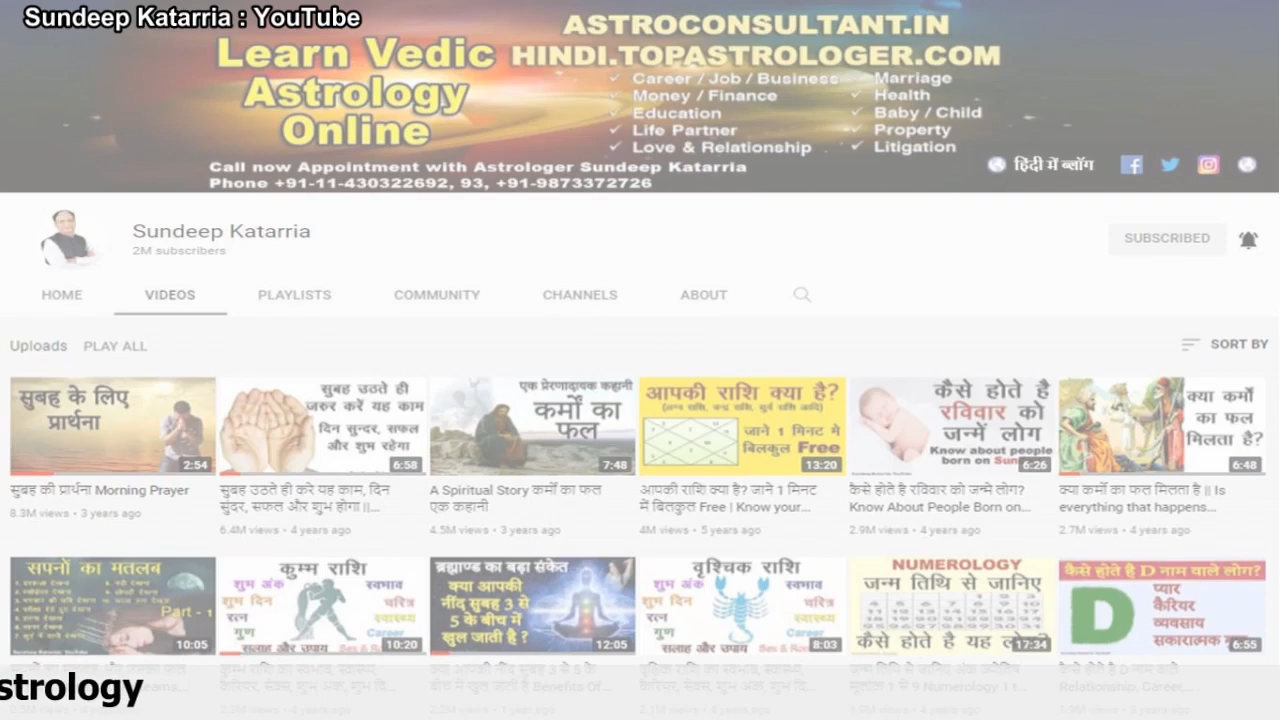 Sundeep Katarria : YouTube
Learn Vedic
Astrology
Online
ASTROCONSULTANT.IN
HINDI.TOPASTROLOGER.COM
Career / Job / Business
Money / Finance
Education
Life Partner
Love & Relationship
Marriage
Health
Baby / Child
Property
Litigation
Call now Appointment with Astrologer Sundeep Katarria
Phone +91-11-430322692, 93, +91-9873372726
हिंदी में ब्लॉग
Sundeep Katarria
2M subscribers
SUBSCRIBED
HOME VIDEOS PLAYLISTS COMMUNITY CHANNELS ABOUT
Uploads PLAY ALL
SORT BY
सुबह के लिए
प्रार्थना
2:54
सुबह की प्रार्थना Morning Prayer
8.3M views • 3 years ago
सुबह उठते ही
जरुर करें यह काम
दिन सुन्दर, सफल
और शुभ रहेगा
6:58
सुबह उठते ही करे यह काम, दिन
सुंदर, सफल और शुभ होगा ||...
6.4M views • 4 years ago
एक प्रेरणादायक कहानी
कर्मों का
फल
7:48
A Spiritual Story कर्मों का फल
एक कहानी
4.5M views • 3 years ago
आपकी राशि क्या है?
जाने 1 मिनट मे
बिलकुल Free
13:20
आपकी राशि क्या है? जाने 1 मिनट
में बिलकुल Free | Know your...
4M views • 5 years ago
कैसे होते है
रविवार को
जन्में लोग
Know about people
born on Sun
6:26
कैसे होते है रविवार को जन्मे लोग?
Know About People Born on...
2.9M views • 4 years ago
क्या कर्मों
का फल
मिलता है?
6:48
क्या कर्मों का फल मिलता है || Is
everything that happens...
2.7M views • 4 years ago
सपनों का मतलब
Part - 1
10:05
कुम्भ राशि
शुभ अंक
स्वभाव
शुभ दिन
चरित्र
रत्न
स्वास्थ्य
गुण
Career
सलाह और उपाय
10:20
ब्रह्माण्ड का बड़ा संकेत
क्या आपकी
नींद सुबह 3 से
5 के बीच में
खुल जाती है ?
12:05
वृश्चिक राशि
शुभ अंक
स्वभाव
शुभ दिन
चरित्र
रत्न
स्वास्थ्य
गुण
Career
सलाह और उपाय
8:03
NUMEROLOGY
जन्म तिथि से जानिए
कैसे होते है यह
17:34
कैसे होते है D नाम वाले लोग?
D
प्यार
कैरियर
व्यवसाय
सकारात्मक
6:55
strology